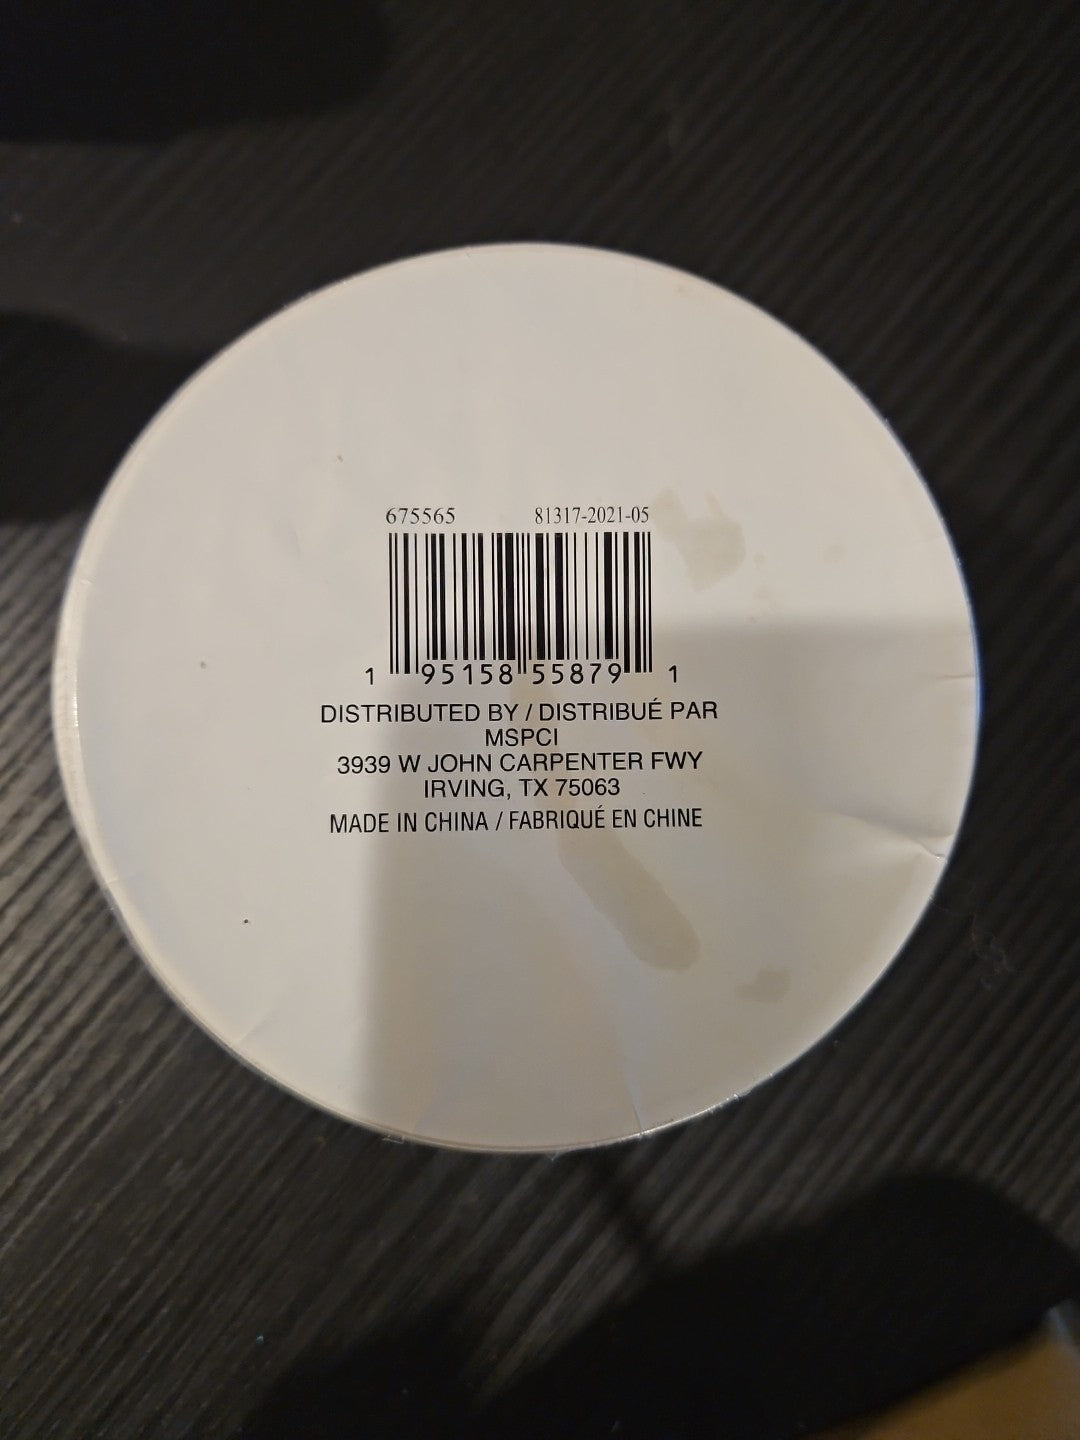 675565 81317-2021-05
1 95158 55879 1
DISTRIBUTED BY / DISTRIBUÉ PAR
MSPCI
3939 W JOHN CARPENTER FWY
IRVING, TX 75063
MADE IN CHINA / FABRIQUÉ EN CHINE